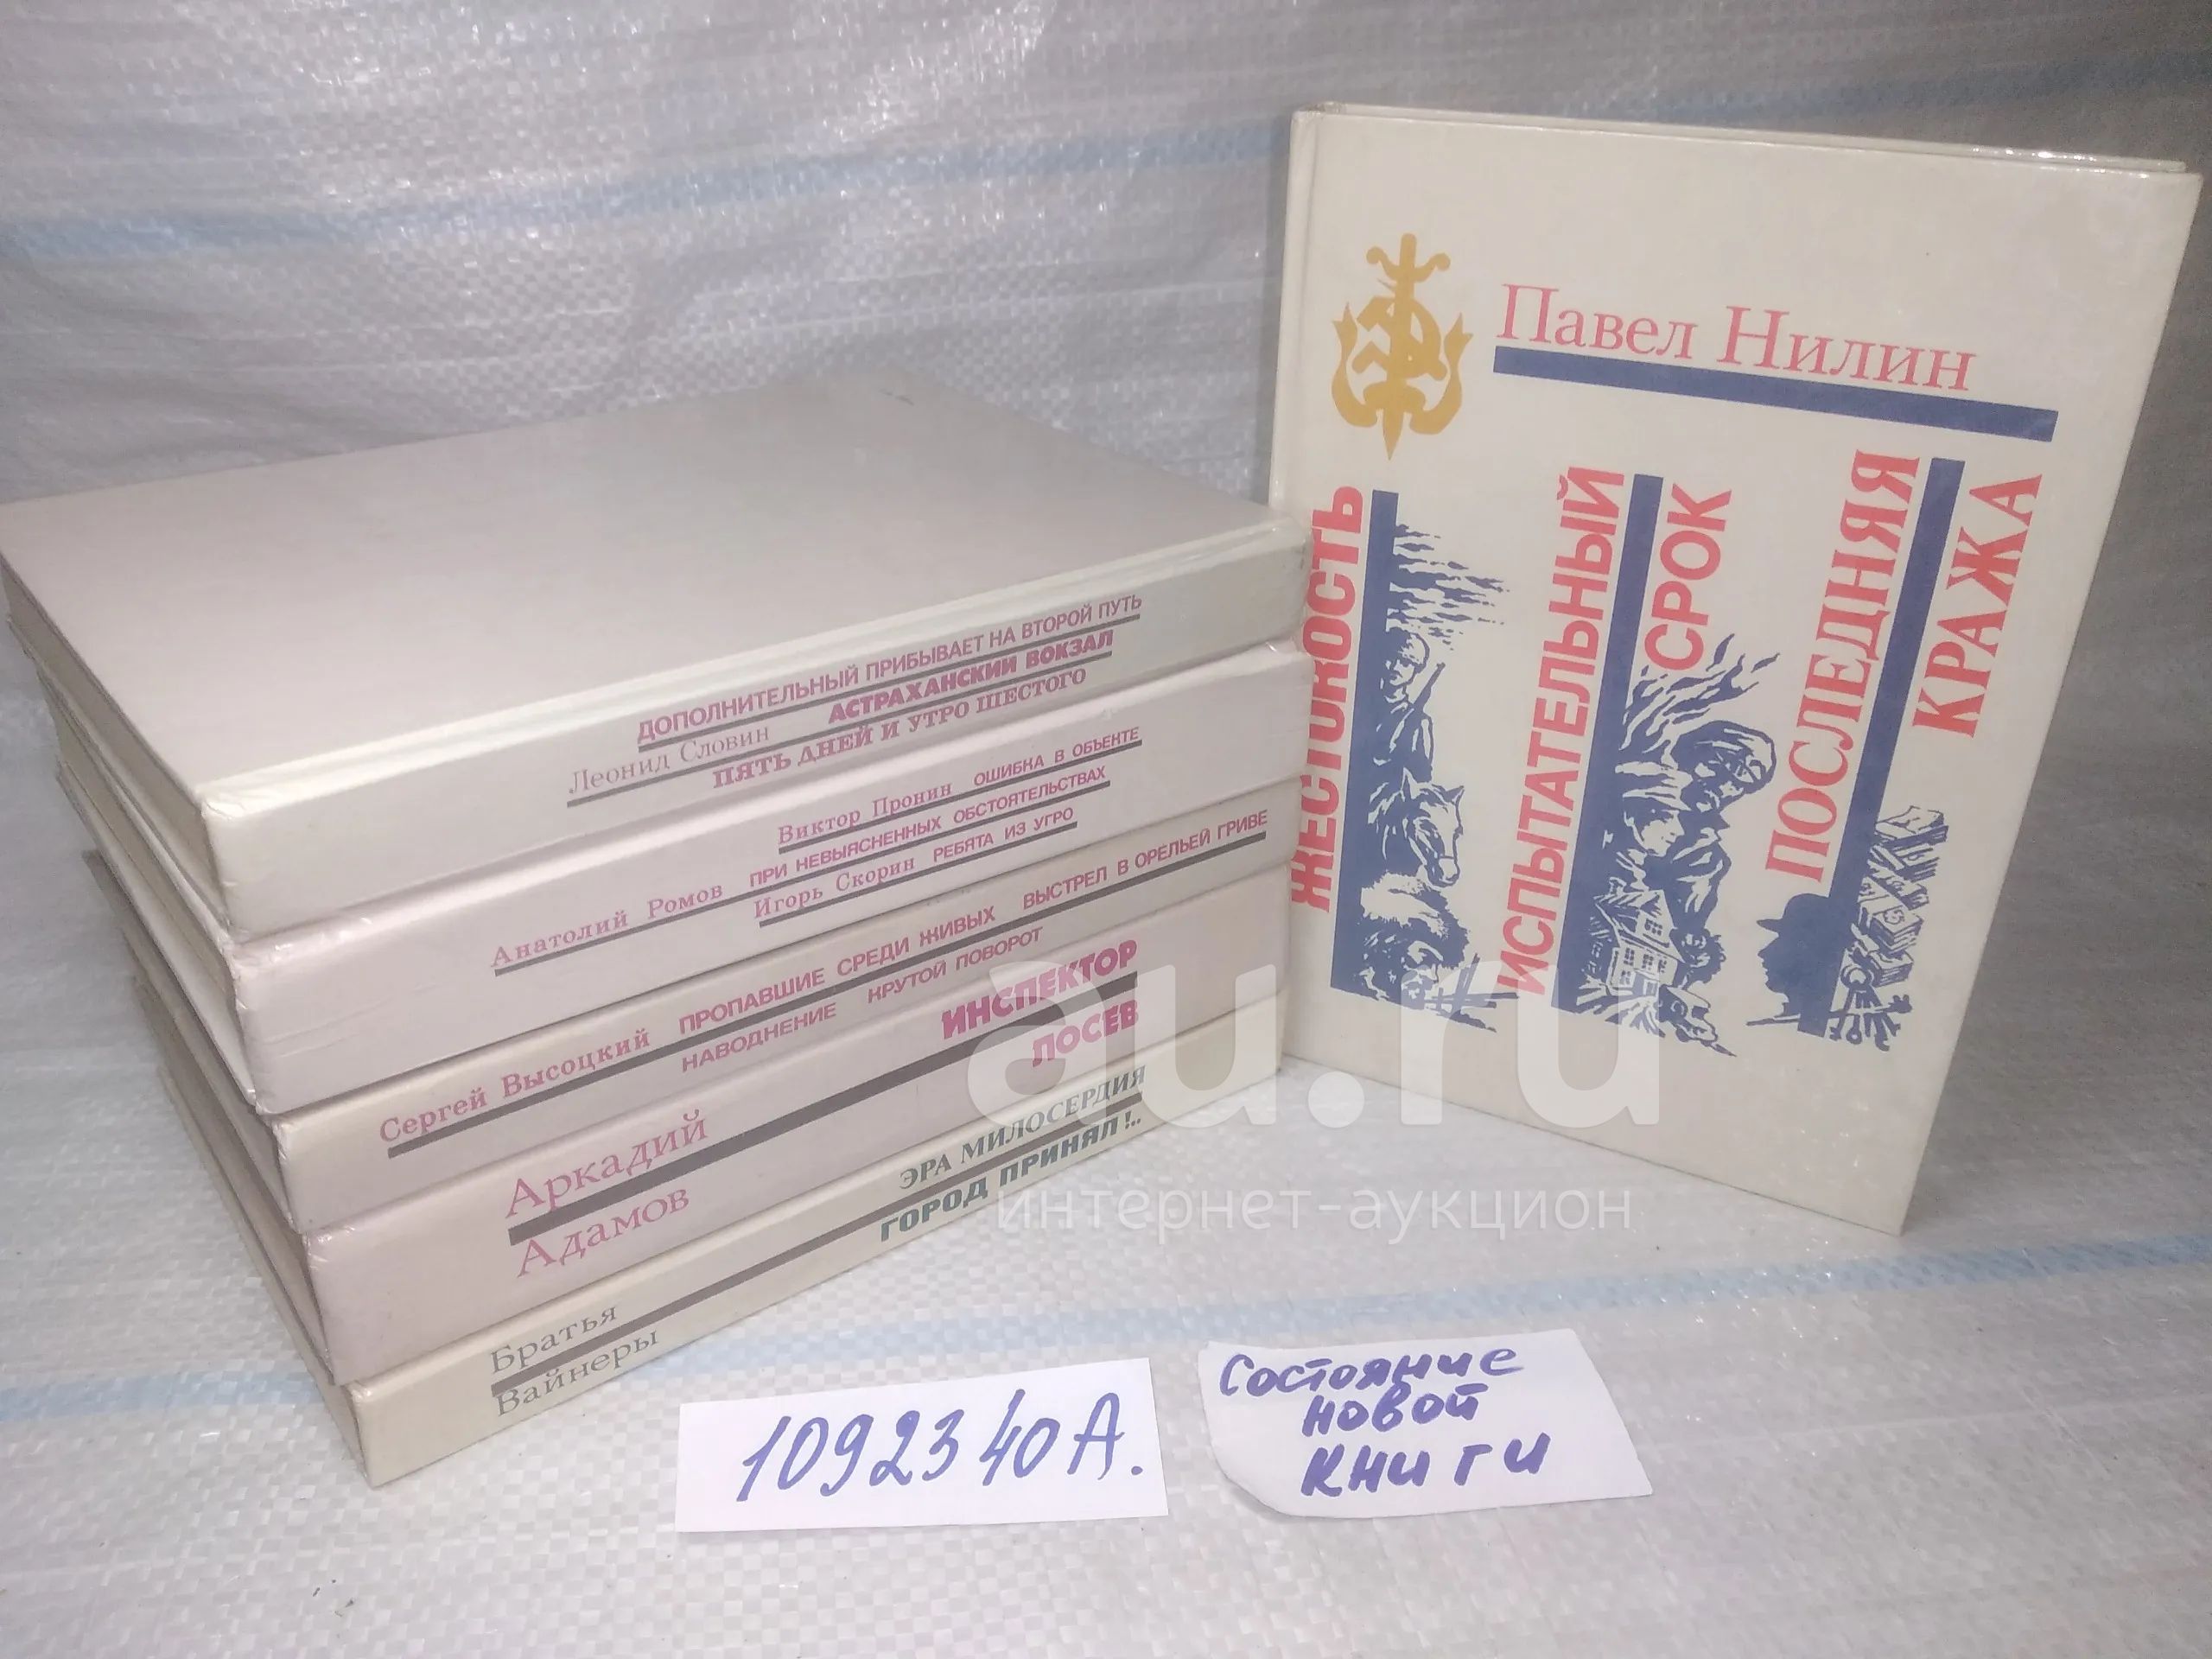 Павел Нилин
ЖЕСТОКОСТЬ
ИСПЫТАТЕЛЬНЫЙ
СРОК
ПОСЛЕДНЯЯ
КРАЖА
ДОПОЛНИТЕЛЬНЫЙ ПРИБЫВАЕТ НА ВТОРОЙ ПУТЬ
Леонид Словин АСТРАХАНСКИЙ ВОКЗАЛ
ПЯТЬ ДНЕЙ И УТРО ШЕСТОГО
Виктор Пронин ОШИБКА В ОБЪЕКТЕ
Анатолий Ромов ПРИ НЕВЫЯСНЕННЫХ ОБСТОЯТЕЛЬСТВАХ
Игорь Скорин РЕБЯТА ИЗ УГРО
Сергей Высоцкий ПРОПАВШИЕ СРЕДИ ЖИВЫХ ВЫСТРЕЛ В ОРЕЛЬЕЙ ГРИВЕ
НАВОДНЕНИЕ КРУТОЙ ПОВОРОТ
Аркадий ИНСПЕКТОР
Адамов ЛОСЕВ
Братья ЭРА МИЛОСЕРДИЯ
Вайнеры ГОРОД ПРИНЯЛ!..
au.ru
интернет-аукцион
1092340А.
Состояние
новой
книги